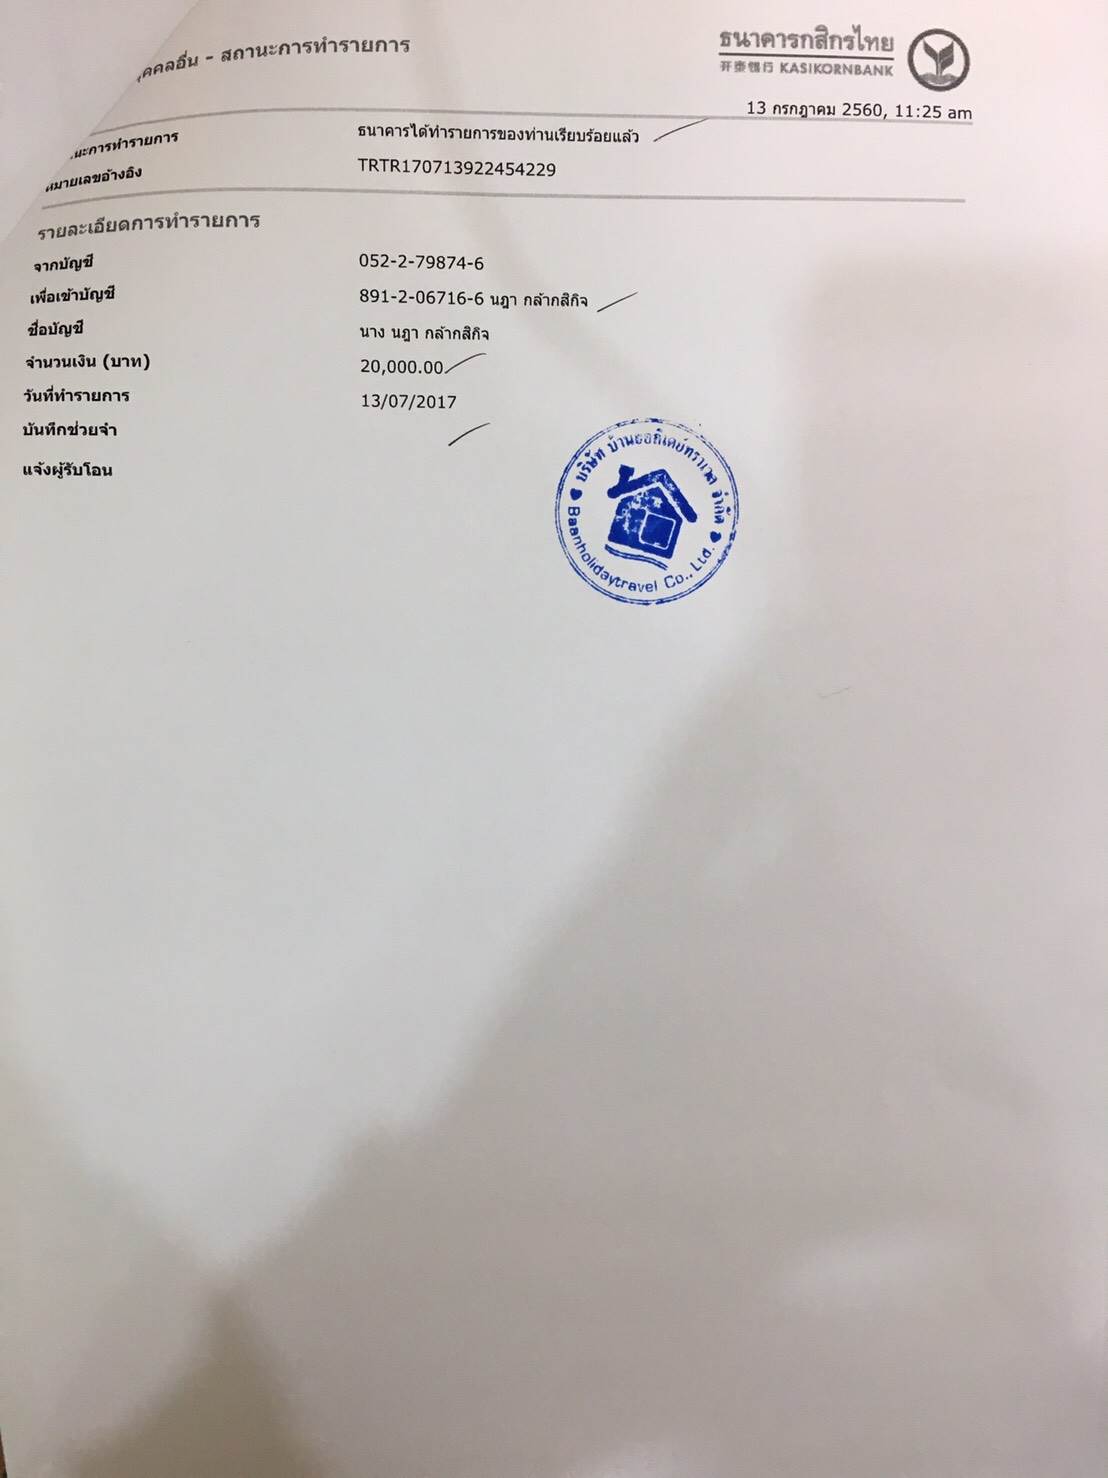 คคลอื่น - สถานะการทำรายการ
ธนาคารกสิกรไทย
开泰银行 KASIKORNBANK
13 กรกฎาคม 2560, 11:25 am
นะการทำรายการ ธนาคารได้ทำรายการของท่านเรียบร้อยแล้ว
หมายเลขอ้างอิง TRTR170713922454229
รายละเอียดการทำรายการ
จากบัญชี 052-2-79874-6
เพื่อเข้าบัญชี 891-2-06716-6 นฎา กล้ากสิกิจ
ชื่อบัญชี นาง นฎา กล้ากสิกิจ
จำนวนเงิน (บาท) 20,000.00
วันที่ทำรายการ 13/07/2017
บันทึกช่วยจำ
แจ้งผู้รับโอน
บริษัท บ้านฮอลิเดย์ทราเวล จำกัด
Baanholidaytravel Co., Ltd.